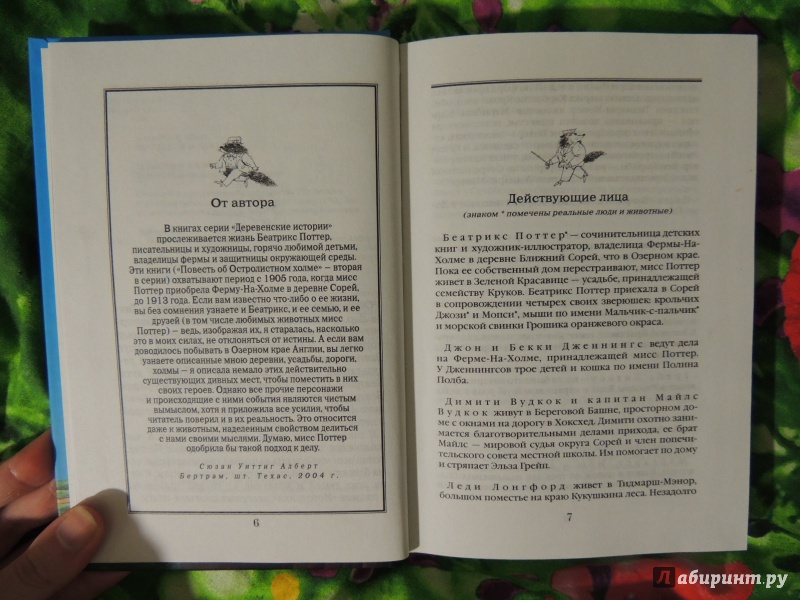 От автора
В книгах серии «Деревенские истории»
прослеживается жизнь Беатрикс Поттер,
писательницы и художницы, горячо любимой детьми,
владелицы фермы и защитницы окружающей среды.
Эти книги («Повесть об Остролистном холме» – вторая
в серии) охватывают период с 1905 года, когда мисс
Поттер приобрела Ферму-На-Холме в деревне Сорей,
до 1913 года. Если вам известно что-либо о ее жизни,
вы без сомнения узнаете и Беатрикс, и ее семью, и ее
друзей (в том числе любимых животных мисс
Поттер) – ведь, изображая их, я старалась, насколько
это в моих силах, не отклоняться от истины. А если вам
доводилось побывать в Озерном крае Англии, вы легко
узнаете описанные мною деревни, усадьбы, дороги,
холмы – я описала немало этих действительно
существующих дивных мест, чтобы поместить в них
своих героев. Однако все прочие персонажи
и происходящие с ними события являются чистым
вымыслом, хотя я приложила все усилия, чтобы
читатель поверил и в их реальность. Это относится
даже к животным, наделенным свойством делиться
с нами своими мыслями. Думаю, мисс Поттер
одобрила бы такой подход к делу.
Сюзан Уиттиг Алберт
Бертрам, шт. Техас, 2004 г.
6
Действующие лица
(знаком * помечены реальные люди и животные)
Беатрикс Поттер* – сочинительница детских
книг и художник-иллюстратор, владелица Фермы-На-
Холме в деревне Ближний Сорей, что в Озерном крае.
Пока ее собственный дом перестраивают, мисс Поттер
живет в Зеленой Красавице – усадьбе, принадлежащей
семейству Круков. Беатрикс Поттер приехала в Сорей
в сопровождении четырех своих зверюшек: крольчих
Джози* и Мопси*, мыши по имени Мальчик-с-пальчик*
и морской свинки Грошика оранжевого окраса.
Джон и Бекки Дженнингс ведут дела
на Ферме-На-Холме, принадлежащей мисс Поттер.
У Дженнингсов трое детей и кошка по имени Полина
Полба.
Димити Вудкок и капитан Майлс
Вудкок живут в Береговой Башне, просторном до-
ме с окнами на дорогу в Хоксхед. Димити охотно зани-
мается благотворительными делами прихода, ее брат
Майлс – мировой судья округа Сорей и член попечи-
тельского совета местной школы. Им помогает по дому
и стряпает Эльза Грейп.
Леди Лонгфорд живет в Тидмарш-Мэнор,
большом поместье на краю Кукушкина леса. Незадолго
7
Лабиринт.ру